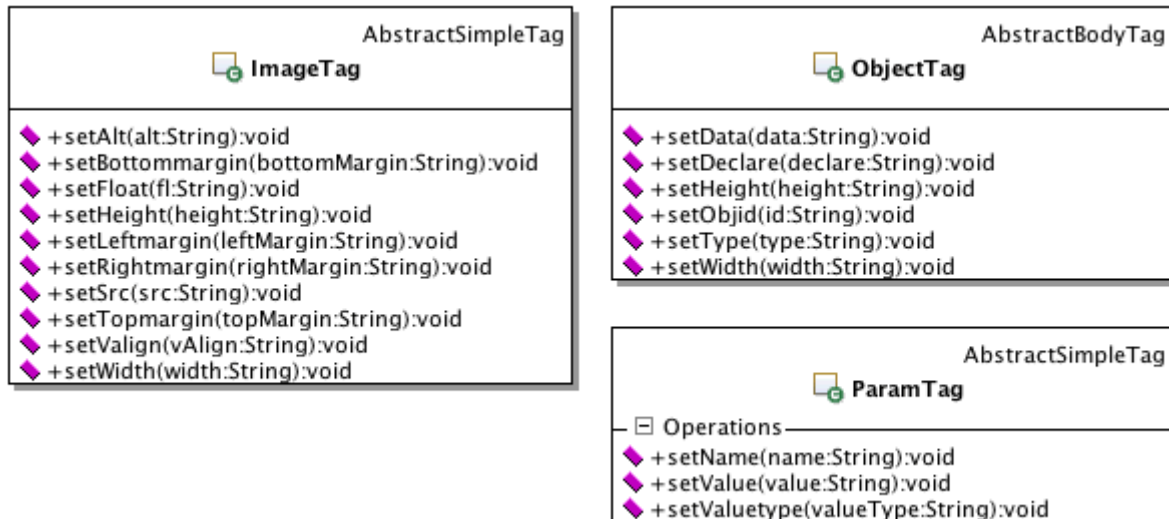 AbstractSimpleTag
ImageTag
+setAlt(alt:String):void
+setBottommargin(bottomMargin:String):void
+setFloat(fl:String):void
+setHeight(height:String):void
+setLeftmargin(leftMargin:String):void
+setRightmargin(rightMargin:String):void
+setSrc(src:String):void
+setTopmargin(topMargin:String):void
+setValign(vAlign:String):void
+setWidth(width:String):void
AbstractBodyTag
ObjectTag
+setData(data:String):void
+setDeclare(declare:String):void
+setHeight(height:String):void
+setObjid(id:String):void
+setType(type:String):void
+setWidth(width:String):void
AbstractSimpleTag
ParamTag
Operations
+setName(name:String):void
+setValue(value:String):void
+setValuetype(valueType:String):void